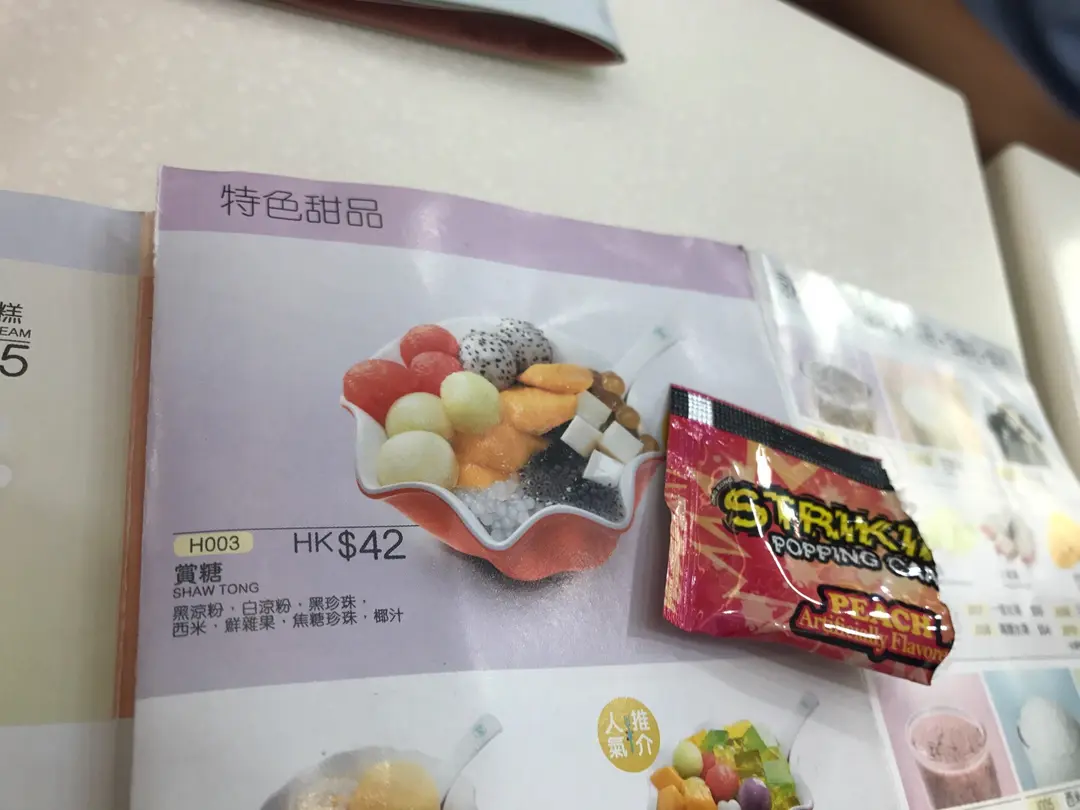 特色甜品
糕
EAM
5
H003
HK$42
賞糖
SHAW TONG
黑涼粉，白涼粉，黑珍珠，
西米，鮮雜果，焦糖珍珠，椰汁
STRIKI
POPPING CA
PEACH
Artificially Flavore
人氣
推介